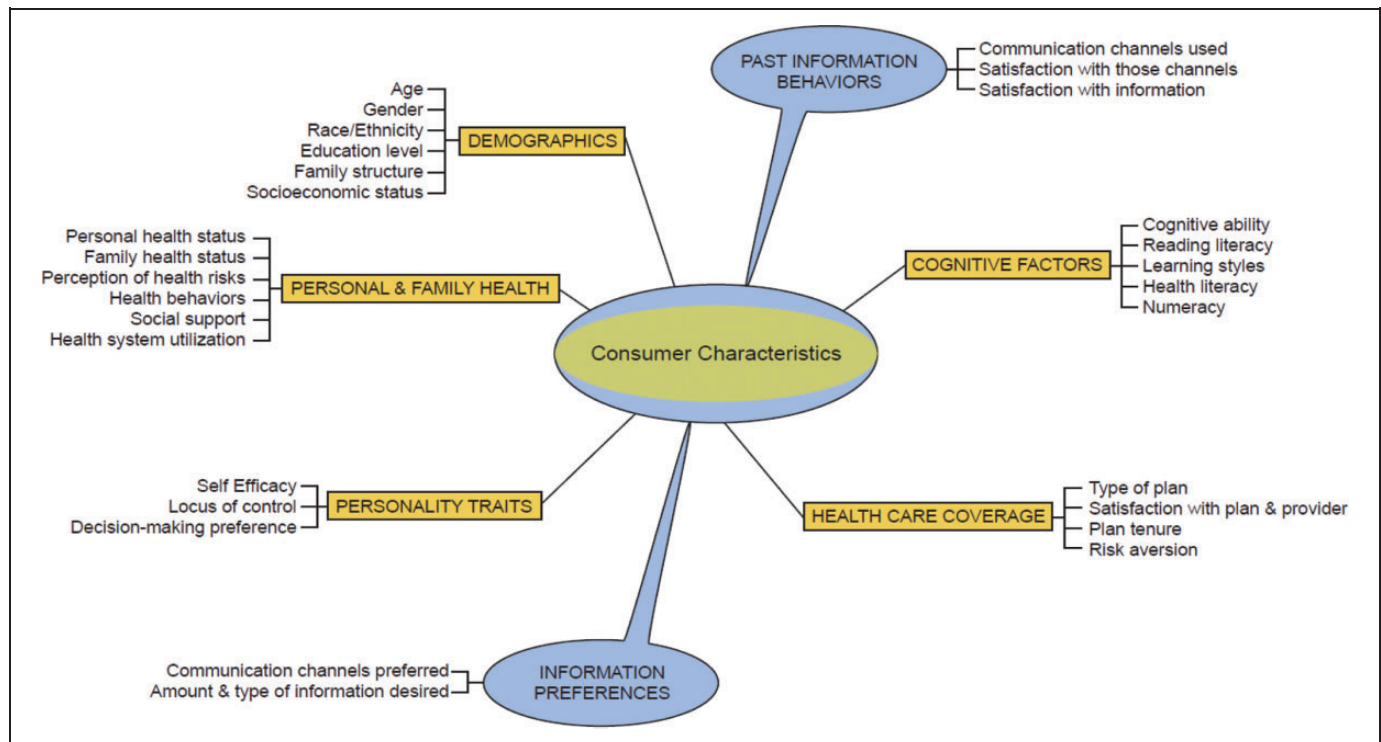 PAST INFORMATION
BEHAVIORS
Communication channels used
Satisfaction with those channels
Satisfaction with information
Age
Gender
Race/Ethnicity
Education level
Family structure
Socioeconomic status
DEMOGRAPHICS
Personal health status
Family health status
Perception of health risks
Health behaviors
Social support
Health system utilization
PERSONAL & FAMILY HEALTH
COGNITIVE FACTORS
Cognitive ability
Reading literacy
Learning styles
Health literacy
Numeracy
Consumer Characteristics
Self Efficacy
Locus of control
Decision-making preference
PERSONALITY TRAITS
HEALTH CARE COVERAGE
Type of plan
Satisfaction with plan & provider
Plan tenure
Risk aversion
Communication channels preferred
Amount & type of information desired
INFORMATION
PREFERENCES